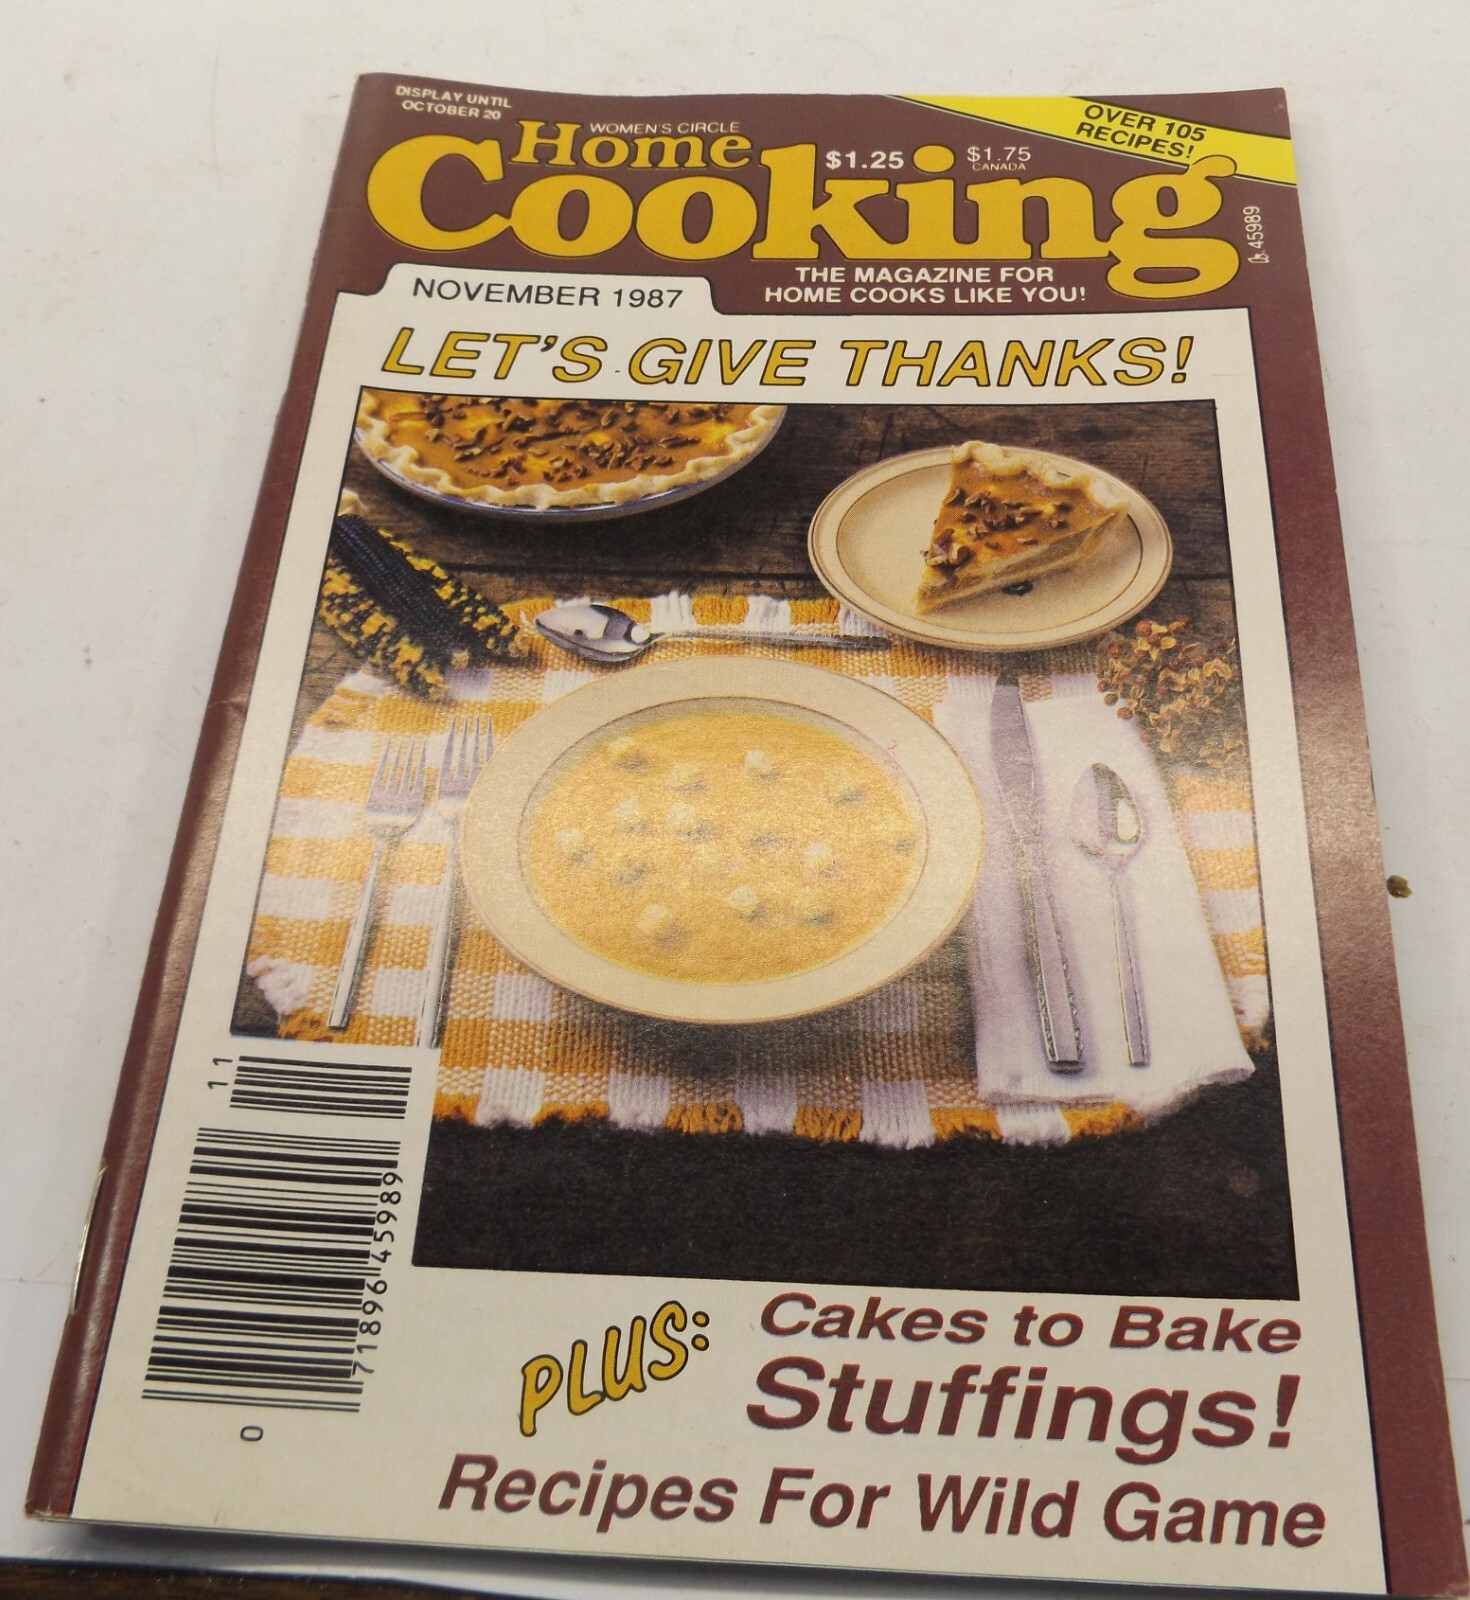 DISPLAY UNTIL
OCTOBER 20
WOMEN'S CIRCLE
Home
Cooking
$1.25
$1.75
CANADA
OVER 105
RECIPES!
45989
THE MAGAZINE FOR
HOME COOKS LIKE YOU!
NOVEMBER 1987
LET'S GIVE THANKS!
11
71896 45989
0
PLUS:
Cakes to Bake
Stuffings!
Recipes For Wild Game